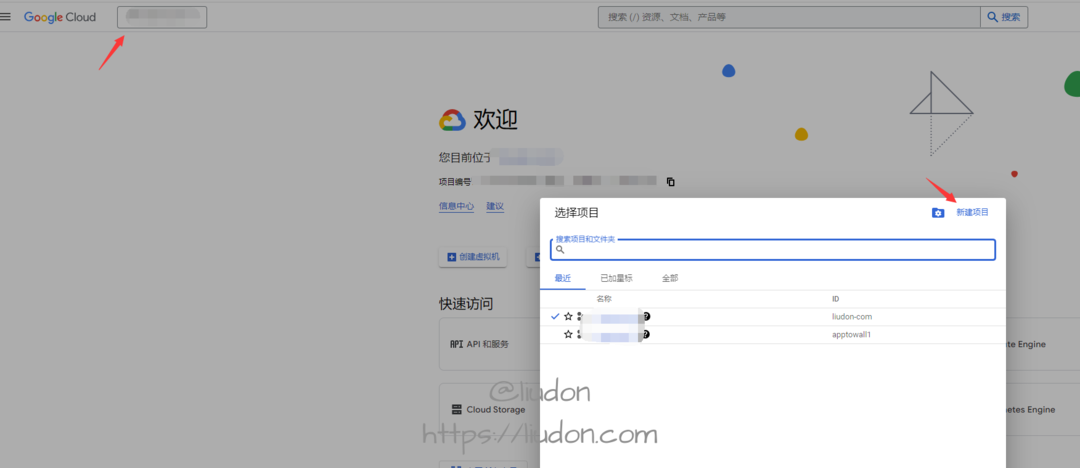 Google Cloud
搜索 (/) 资源、文档、产品等
搜索
欢迎
您目前位于
项目编号
信息中心 建议
创建虚拟机
快速访问
API API 和服务
Cloud Storage
选择项目
新建项目
搜索项目和文件夹
最近 已加星标 全部
名称 ID
liudon-com
apptowall1
te Engine
etes Engine
@liudon
https://liudon.com